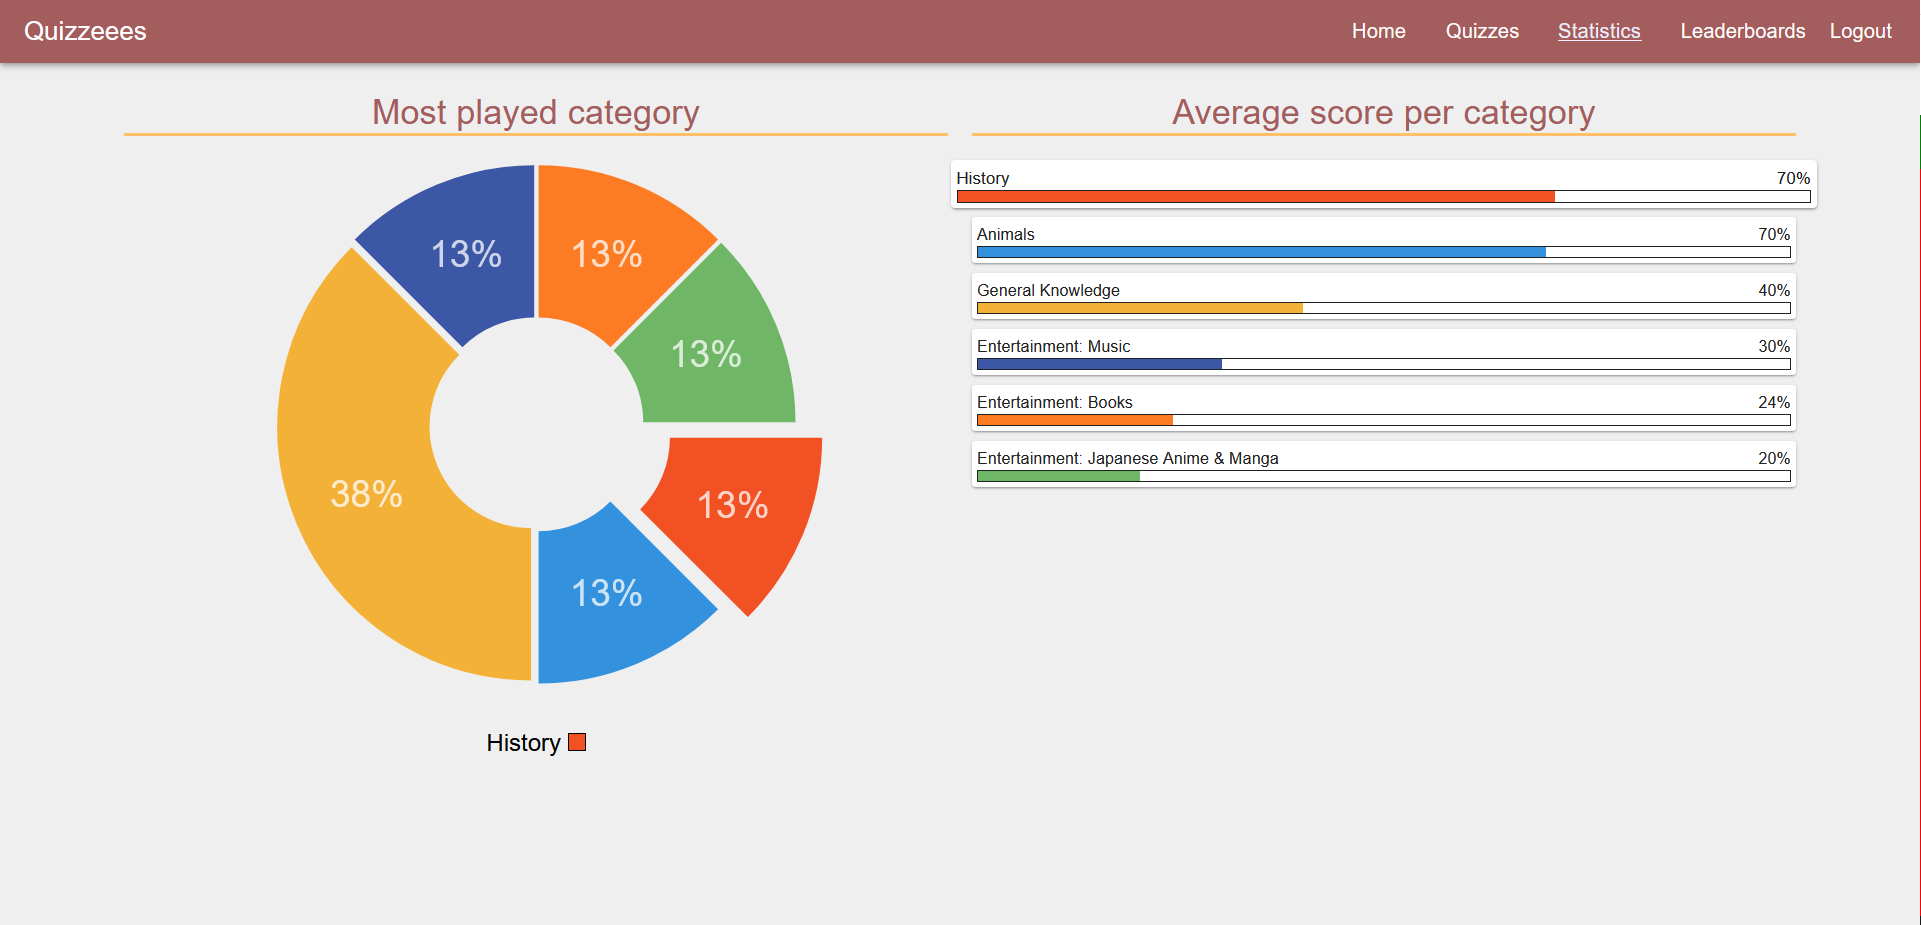 Quizzeees
Home Quizzes Statistics Leaderboards Logout
Most played category
13% 13%
13%
38%
13%
13%
History
Average score per category
History 70%
Animals 70%
General Knowledge 40%
Entertainment: Music 30%
Entertainment: Books 24%
Entertainment: Japanese Anime & Manga 20%